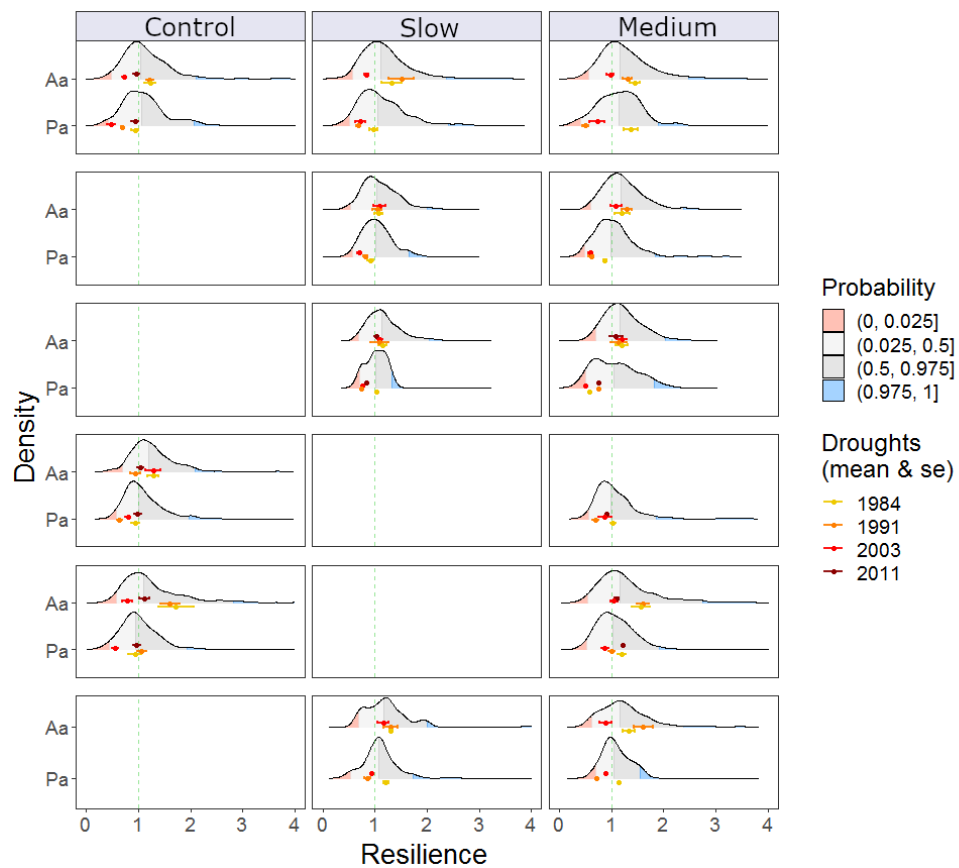 Control Slow Medium
Aa
Pa
Aa
Pa
Aa
Pa
Aa
Pa
Aa
Pa
Aa
Pa
0 1 2 3 4 0 1 2 3 4 0 1 2 3 4
Resilience
Density
Probability
(0, 0.025]
(0.025, 0.5]
(0.5, 0.975]
(0.975, 1]
Droughts
(mean & se)
1984
1991
2003
2011